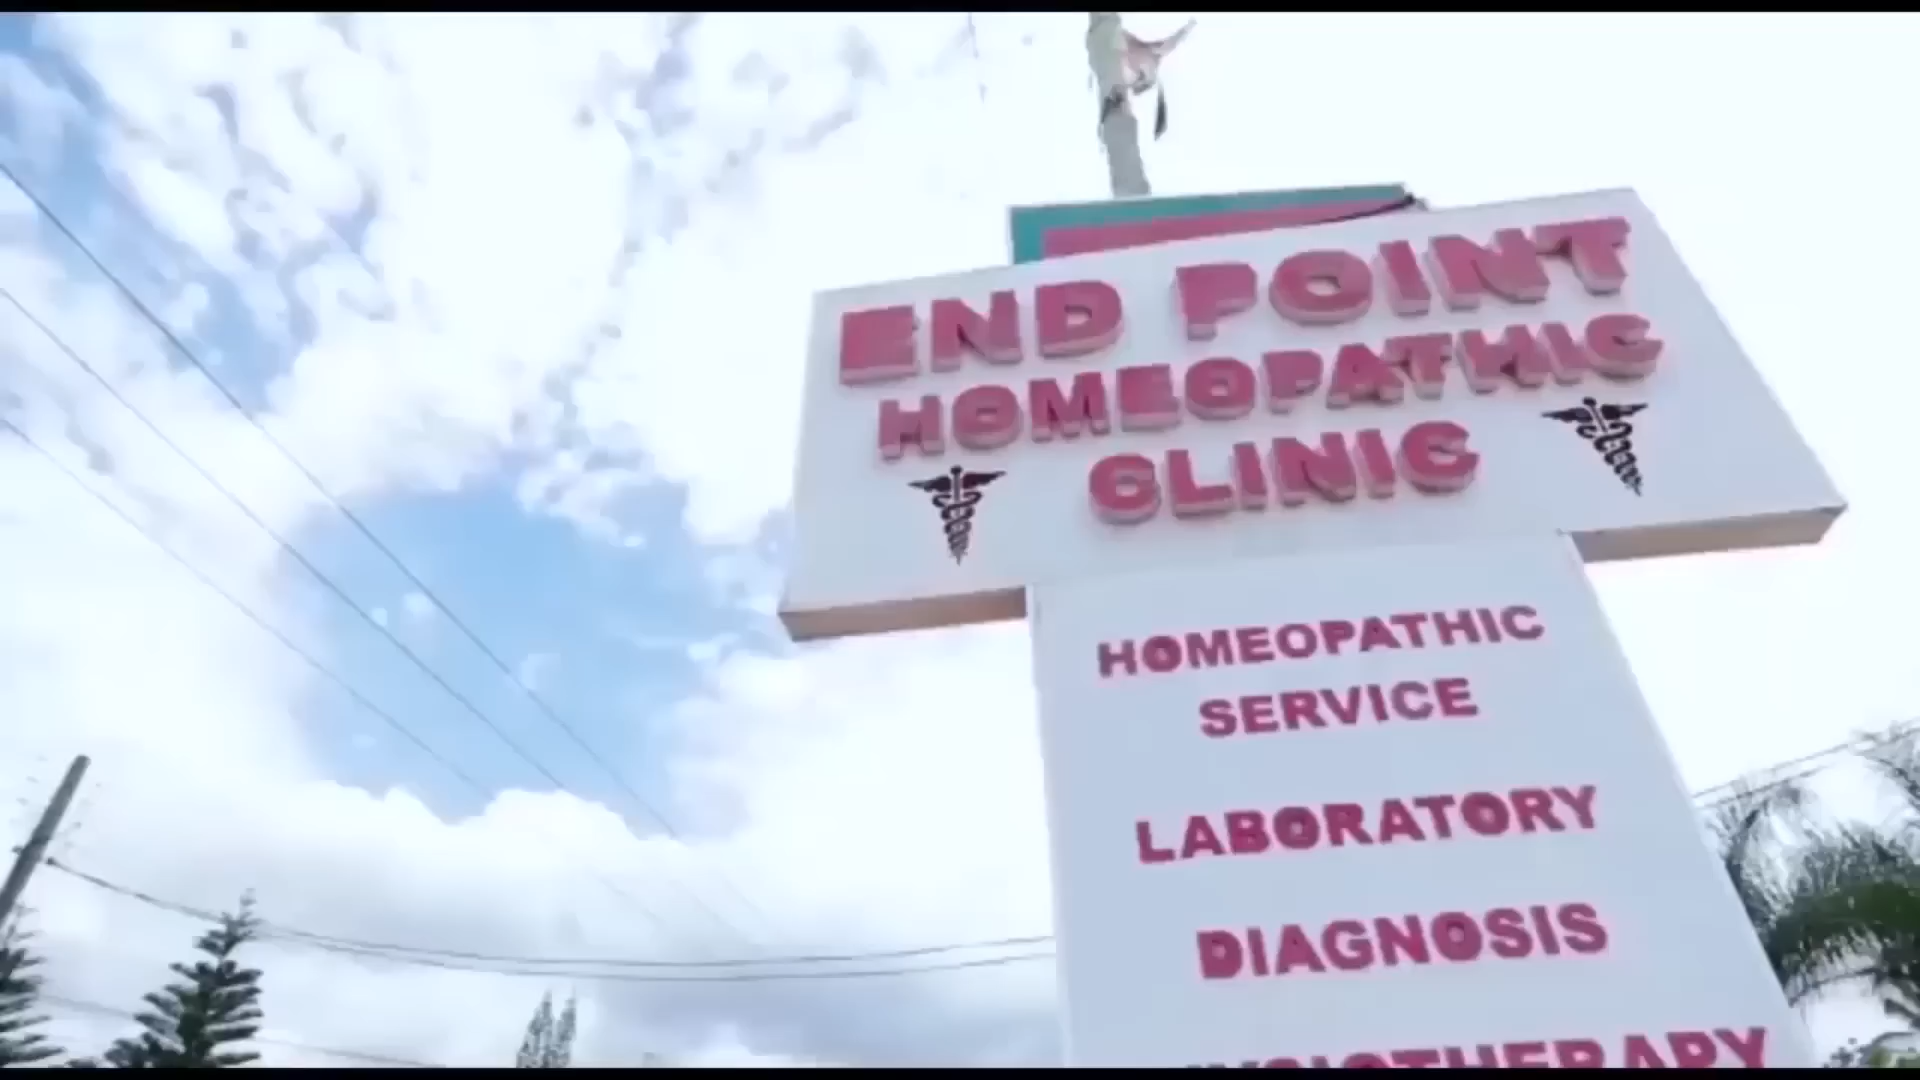 END POINT
HOMEOPATHIC
CLINIC
HOMEOPATHIC
SERVICE
LABORATORY
DIAGNOSIS